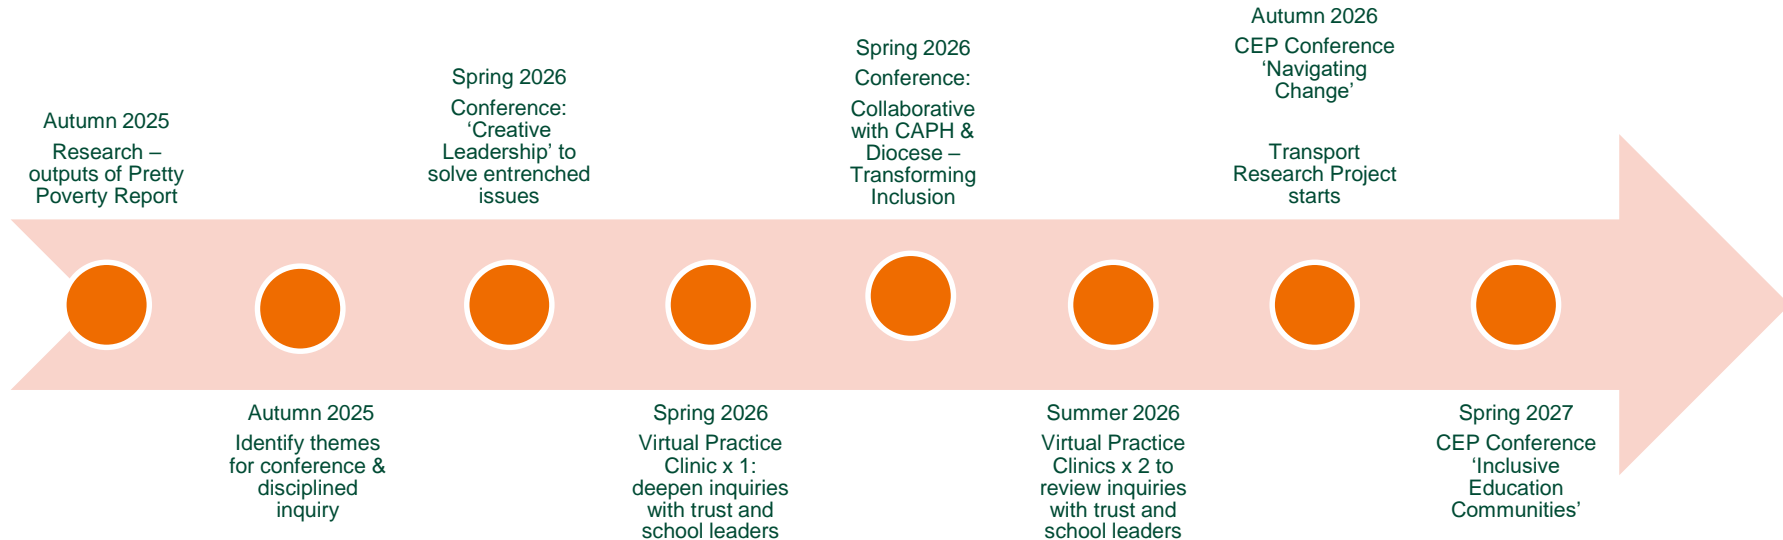 Autumn 2025
Research –
outputs of Pretty
Poverty Report
Autumn 2025
Identify themes
for conference &
disciplined
inquiry
Spring 2026
Conference:
‘Creative
Leadership’ to
solve entrenched
issues
Spring 2026
Virtual Practice
Clinic x 1:
deepen inquiries
with trust and
school leaders
Spring 2026
Conference:
Collaborative
with CAPH &
Diocese –
Transforming
Inclusion
Summer 2026
Virtual Practice
Clinics x 2 to
review inquiries
with trust and
school leaders
Autumn 2026
CEP Conference
‘Navigating
Change’
Transport
Research Project
starts
Spring 2027
CEP Conference
‘Inclusive
Education
Communities’